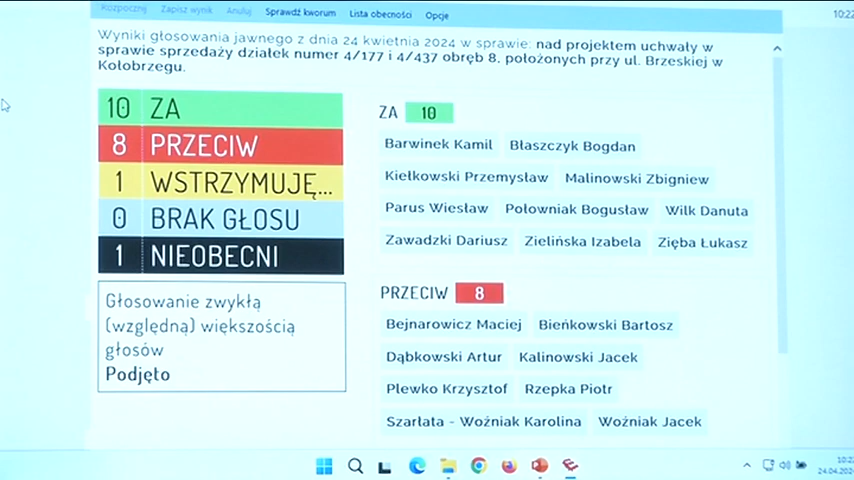 Rozpocznij Zapisz wynik Anuluj Sprawdź kworum Lista obecności Opcje
Wyniki głosowania jawnego z dnia 24 kwietnia 2024 w sprawie: nad projektem uchwały w
sprawie sprzedaży działek numer 4/177 i 4/437 obręb 8, położonych przy ul. Brzeskiej w
Kołobrzegu.
10 ZA
8 PRZECIW
1 WSTRZYMUJĘ...
0 BRAK GŁOSU
1 NIEOBECNI
Głosowanie zwykłą
(względną) większością
głosów
Podjęto
ZA 10
Barwinek Kamil Błaszczyk Bogdan
Kiełkowski Przemysław Malinowski Zbigniew
Parus Wiesław Połowniak Bogusław Wilk Danuta
Zawadzki Dariusz Zielińska Izabela Zięba Łukasz
PRZECIW 8
Bejnarowicz Maciej Bieńkowski Bartosz
Dąbkowski Artur Kalinowski Jacek
Plewko Krzysztof Rzepka Piotr
Szarłata - Woźniak Karolina Woźniak Jacek